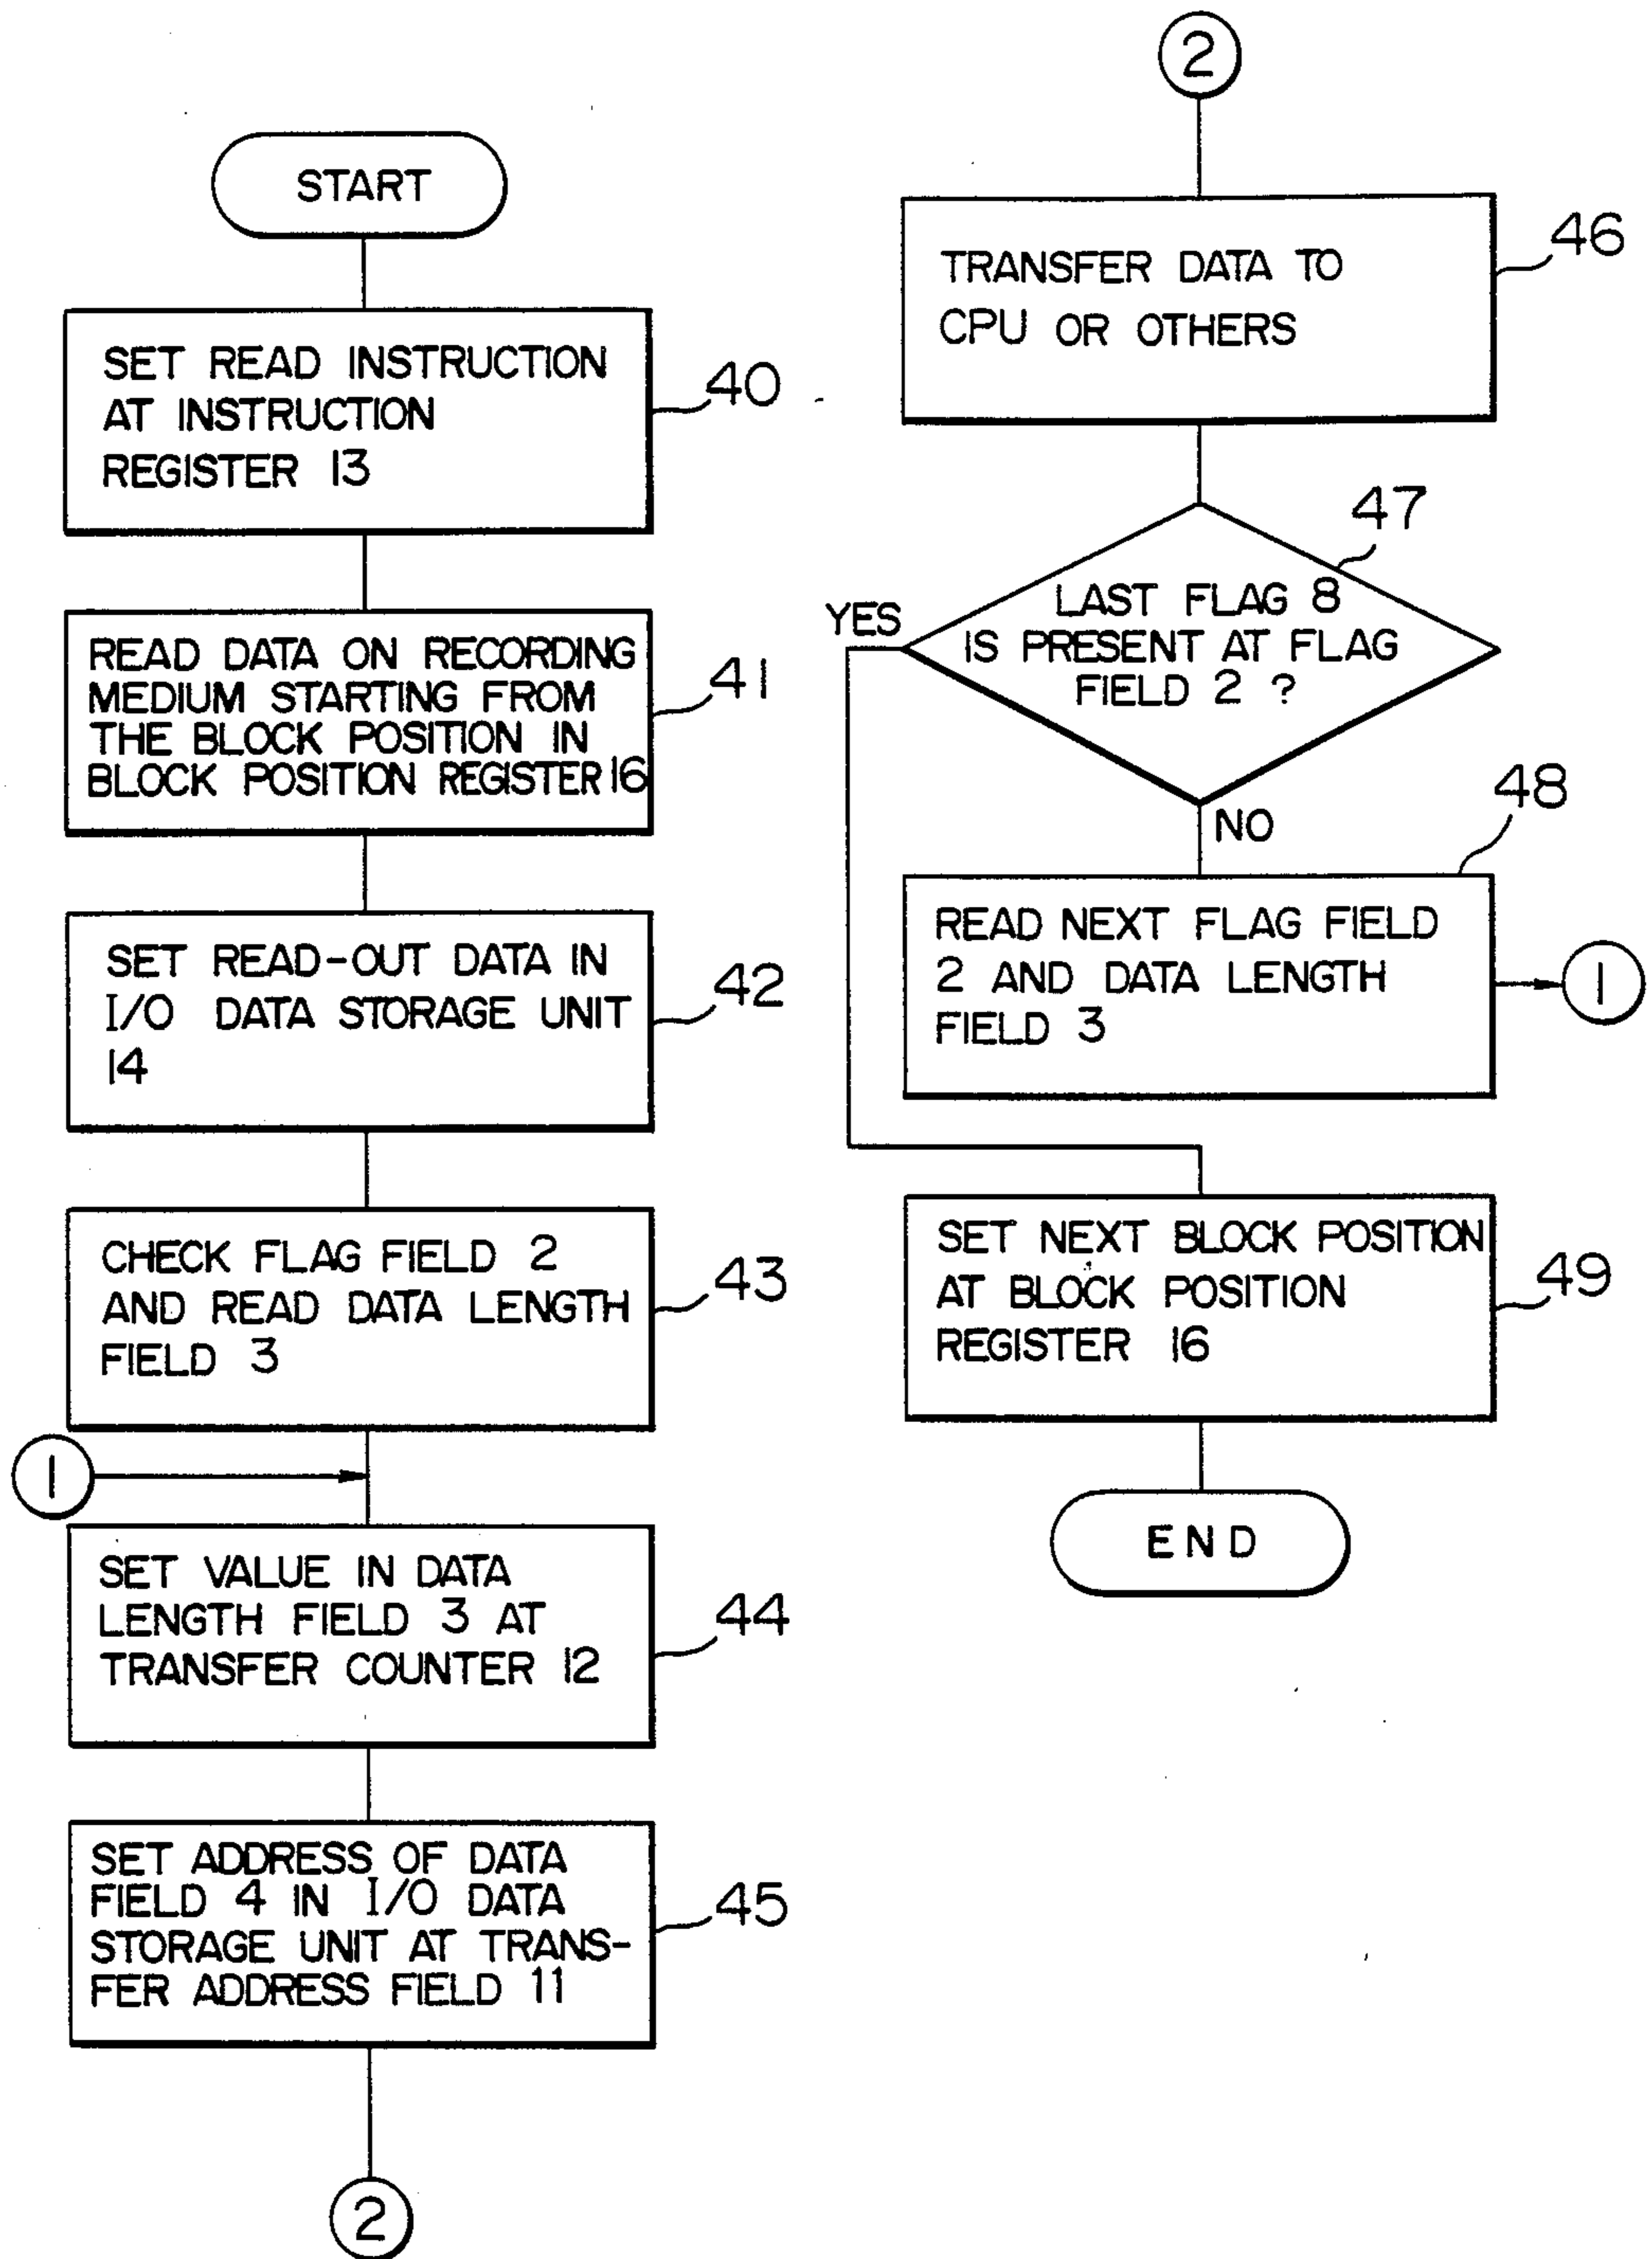 START
SET READ INSTRUCTION
AT INSTRUCTION
REGISTER 13
40
READ DATA ON RECORDING
MEDIUM STARTING FROM
THE BLOCK POSITION IN
BLOCK POSITION REGISTER 16
41
SET READ-OUT DATA IN
I/O DATA STORAGE UNIT
14
42
CHECK FLAG FIELD 2
AND READ DATA LENGTH
FIELD 3
43
1
SET VALUE IN DATA
LENGTH FIELD 3 AT
TRANSFER COUNTER 12
44
SET ADDRESS OF DATA
FIELD 4 IN I/O DATA
STORAGE UNIT AT TRANS-
FER ADDRESS FIELD 11
45
2
2
TRANSFER DATA TO
CPU OR OTHERS
46
47
LAST FLAG 8
IS PRESENT AT FLAG
FIELD 2 ?
YES
NO
48
READ NEXT FLAG FIELD
2 AND DATA LENGTH
FIELD 3
1
SET NEXT BLOCK POSITION
AT BLOCK POSITION
REGISTER 16
49
END